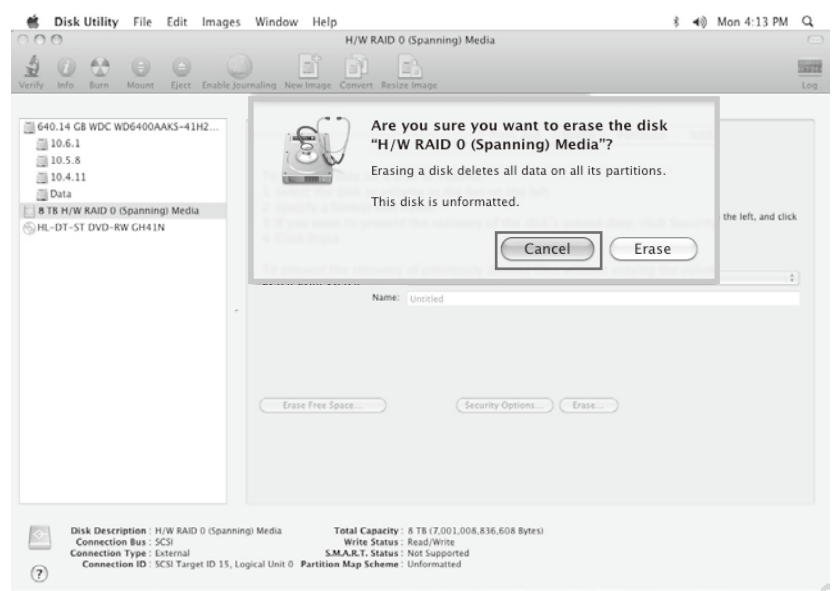 Disk Utility File Edit Images Window Help Mon 4:13 PM
H/W RAID 0 (Spanning) Media
Verify Info Burn Mount Eject Enable Journaling New Image Convert Resize Image Log
640.14 GB WDC WD6400AAKS-41H2...
10.6.1
10.5.8
10.4.11
Data
8 TB H/W RAID 0 (Spanning) Media
HL-DT-ST DVD-RW GH41N
Are you sure you want to erase the disk
"H/W RAID 0 (Spanning) Media"?
Erasing a disk deletes all data on all its partitions.
This disk is unformatted.
the left, and click
Cancel Erase
Name: Untitled
Erase Free Space... Security Options... Erase...
Disk Description : H/W RAID 0 (Spanning) Media Total Capacity : 8 TB (7,001,008,836,608 Bytes)
Connection Bus : SCSI Write Status : Read/Write
Connection Type : External S.M.A.R.T. Status : Not Supported
Connection ID : SCSI Target ID 15, Logical Unit 0 Partition Map Scheme : Unformatted
?